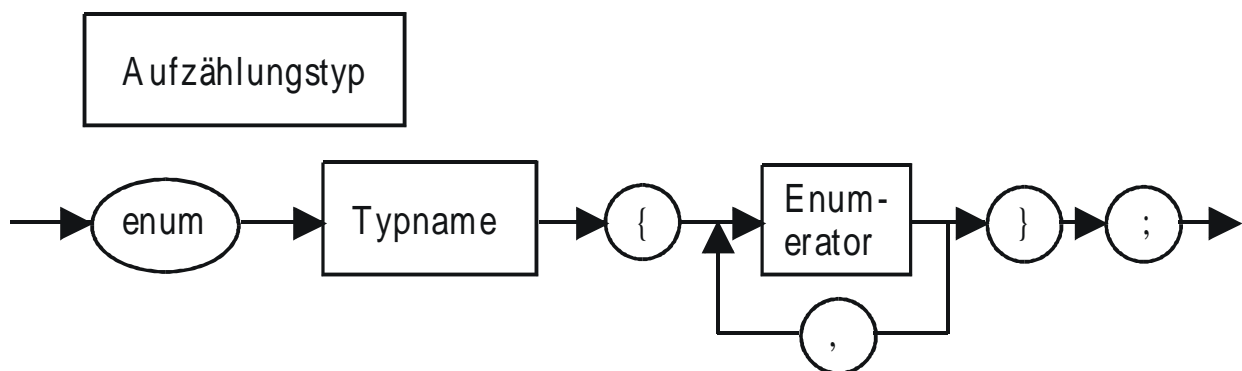 Aufzählungstyp
enum Typname { Enum- } ;
erator
,